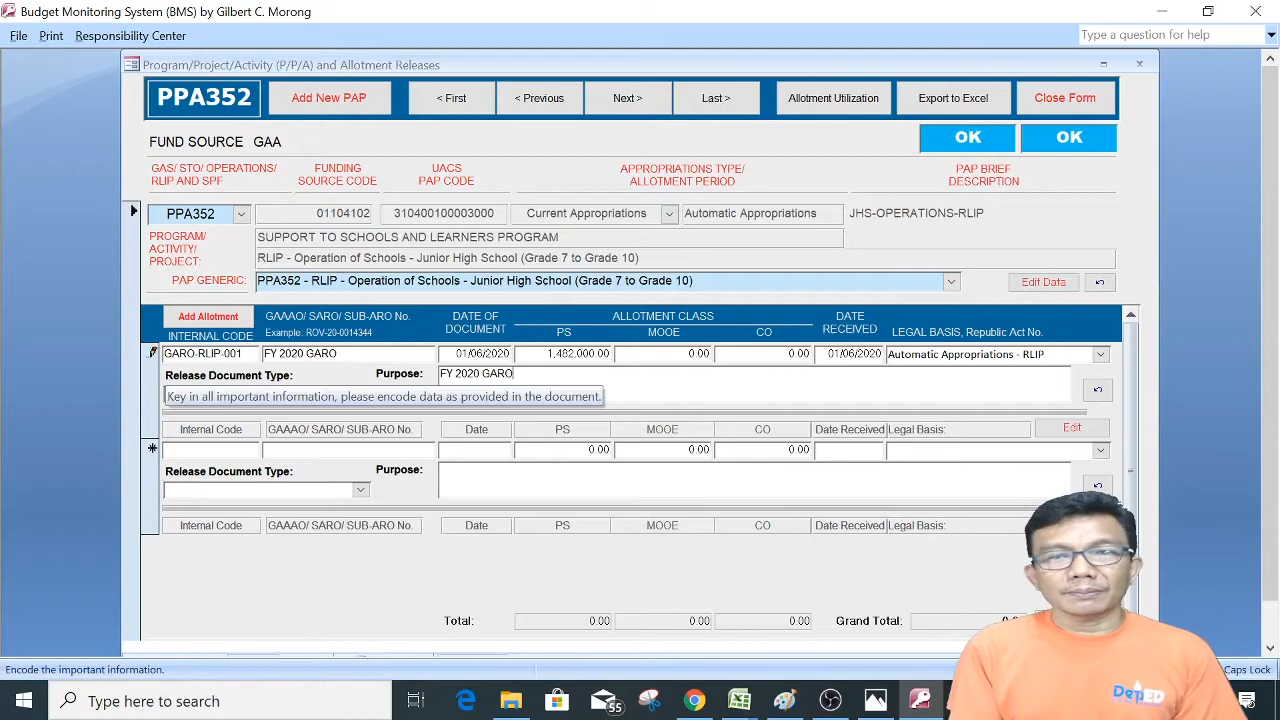 Budget Monitoring System (BMS) by Gilbert C. Morong
File Print Responsibility Center
Type a question for help
Program/Project/Activity (P/P/A) and Allotment Releases
PPA352 Add New PAP < First < Previous Next > Last > Allotment Utilization Export to Excel Close Form
FUND SOURCE GAA OK OK
GAS/ STO/ OPERATIONS/ RLIP AND SPF
FUNDING SOURCE CODE
UACS PAP CODE
APPROPRIATIONS TYPE/ ALLOTMENT PERIOD
PAP BRIEF DESCRIPTION
PPA352 01104102 310400100003000 Current Appropriations Automatic Appropriations JHS-OPERATIONS-RLIP
PROGRAM/ ACTIVITY/ PROJECT:
SUPPORT TO SCHOOLS AND LEARNERS PROGRAM
RLIP - Operation of Schools - Junior High School (Grade 7 to Grade 10)
PAP GENERIC: PPA352 - RLIP - Operation of Schools - Junior High School (Grade 7 to Grade 10) Edit Data
Add Allotment
INTERNAL CODE
GAAAO/ SARO/ SUB-ARO No.
Example: ROV-20-0014344
DATE OF DOCUMENT
ALLOTMENT CLASS
PS MOOE CO
DATE RECEIVED
LEGAL BASIS, Republic Act No.
GARO-RLIP-001 FY 2020 GARO 01/06/2020 1,482,000.00 0.00 0.00 01/06/2020 Automatic Appropriations - RLIP
Release Document Type: Purpose: FY 2020 GARO
Key in all important information, please encode data as provided in the document.
Internal Code GAAAO/ SARO/ SUB-ARO No. Date PS MOOE CO Date Received Legal Basis: Edit
0.00 0.00 0.00
Release Document Type: Purpose:
Internal Code GAAAO/ SARO/ SUB-ARO No. Date PS MOOE CO Date Received Legal Basis:
Total: 0.00 0.00 0.00 Grand Total:
Encode the important information.
Caps Lock
DepED
Type here to search
55